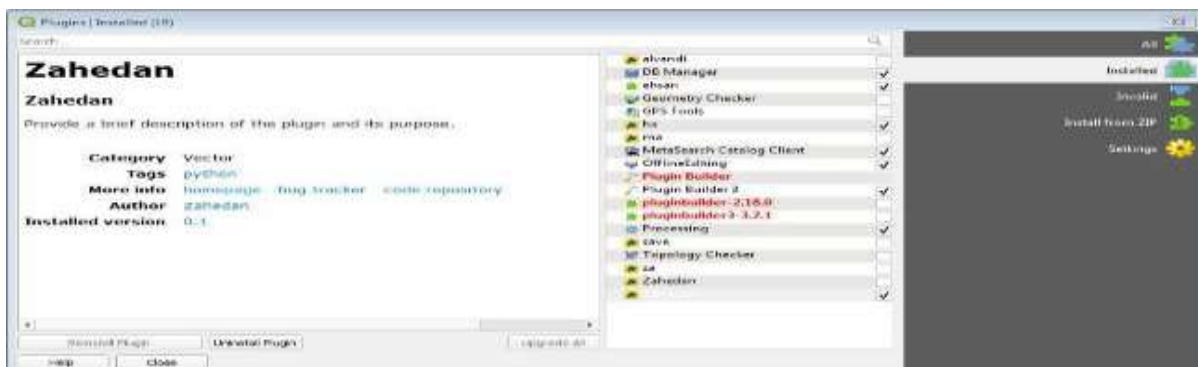 Plugins | Installed (19)
Search...
Zahedan
Zahedan
Provide a brief description of the plugin and its purpose.
Category Vector
Tags python
More info homepage bug tracker code repository
Author zahedan
Installed version 0.1
alvandi
DB Manager
ehsan
Geometry Checker
GPS Tools
ha
ma
MetaSearch Catalog Client
OfflineEditing
Plugin Builder
Plugin Builder 3
pluginbuilder-2.18.0
pluginbuilder3-3.2.1
Processing
save
Topology Checker
za
Zahedan
Reinstall Plugin
Uninstall Plugin
Upgrade All
Help
Close
All
Installed
Invalid
Install from ZIP
Settings